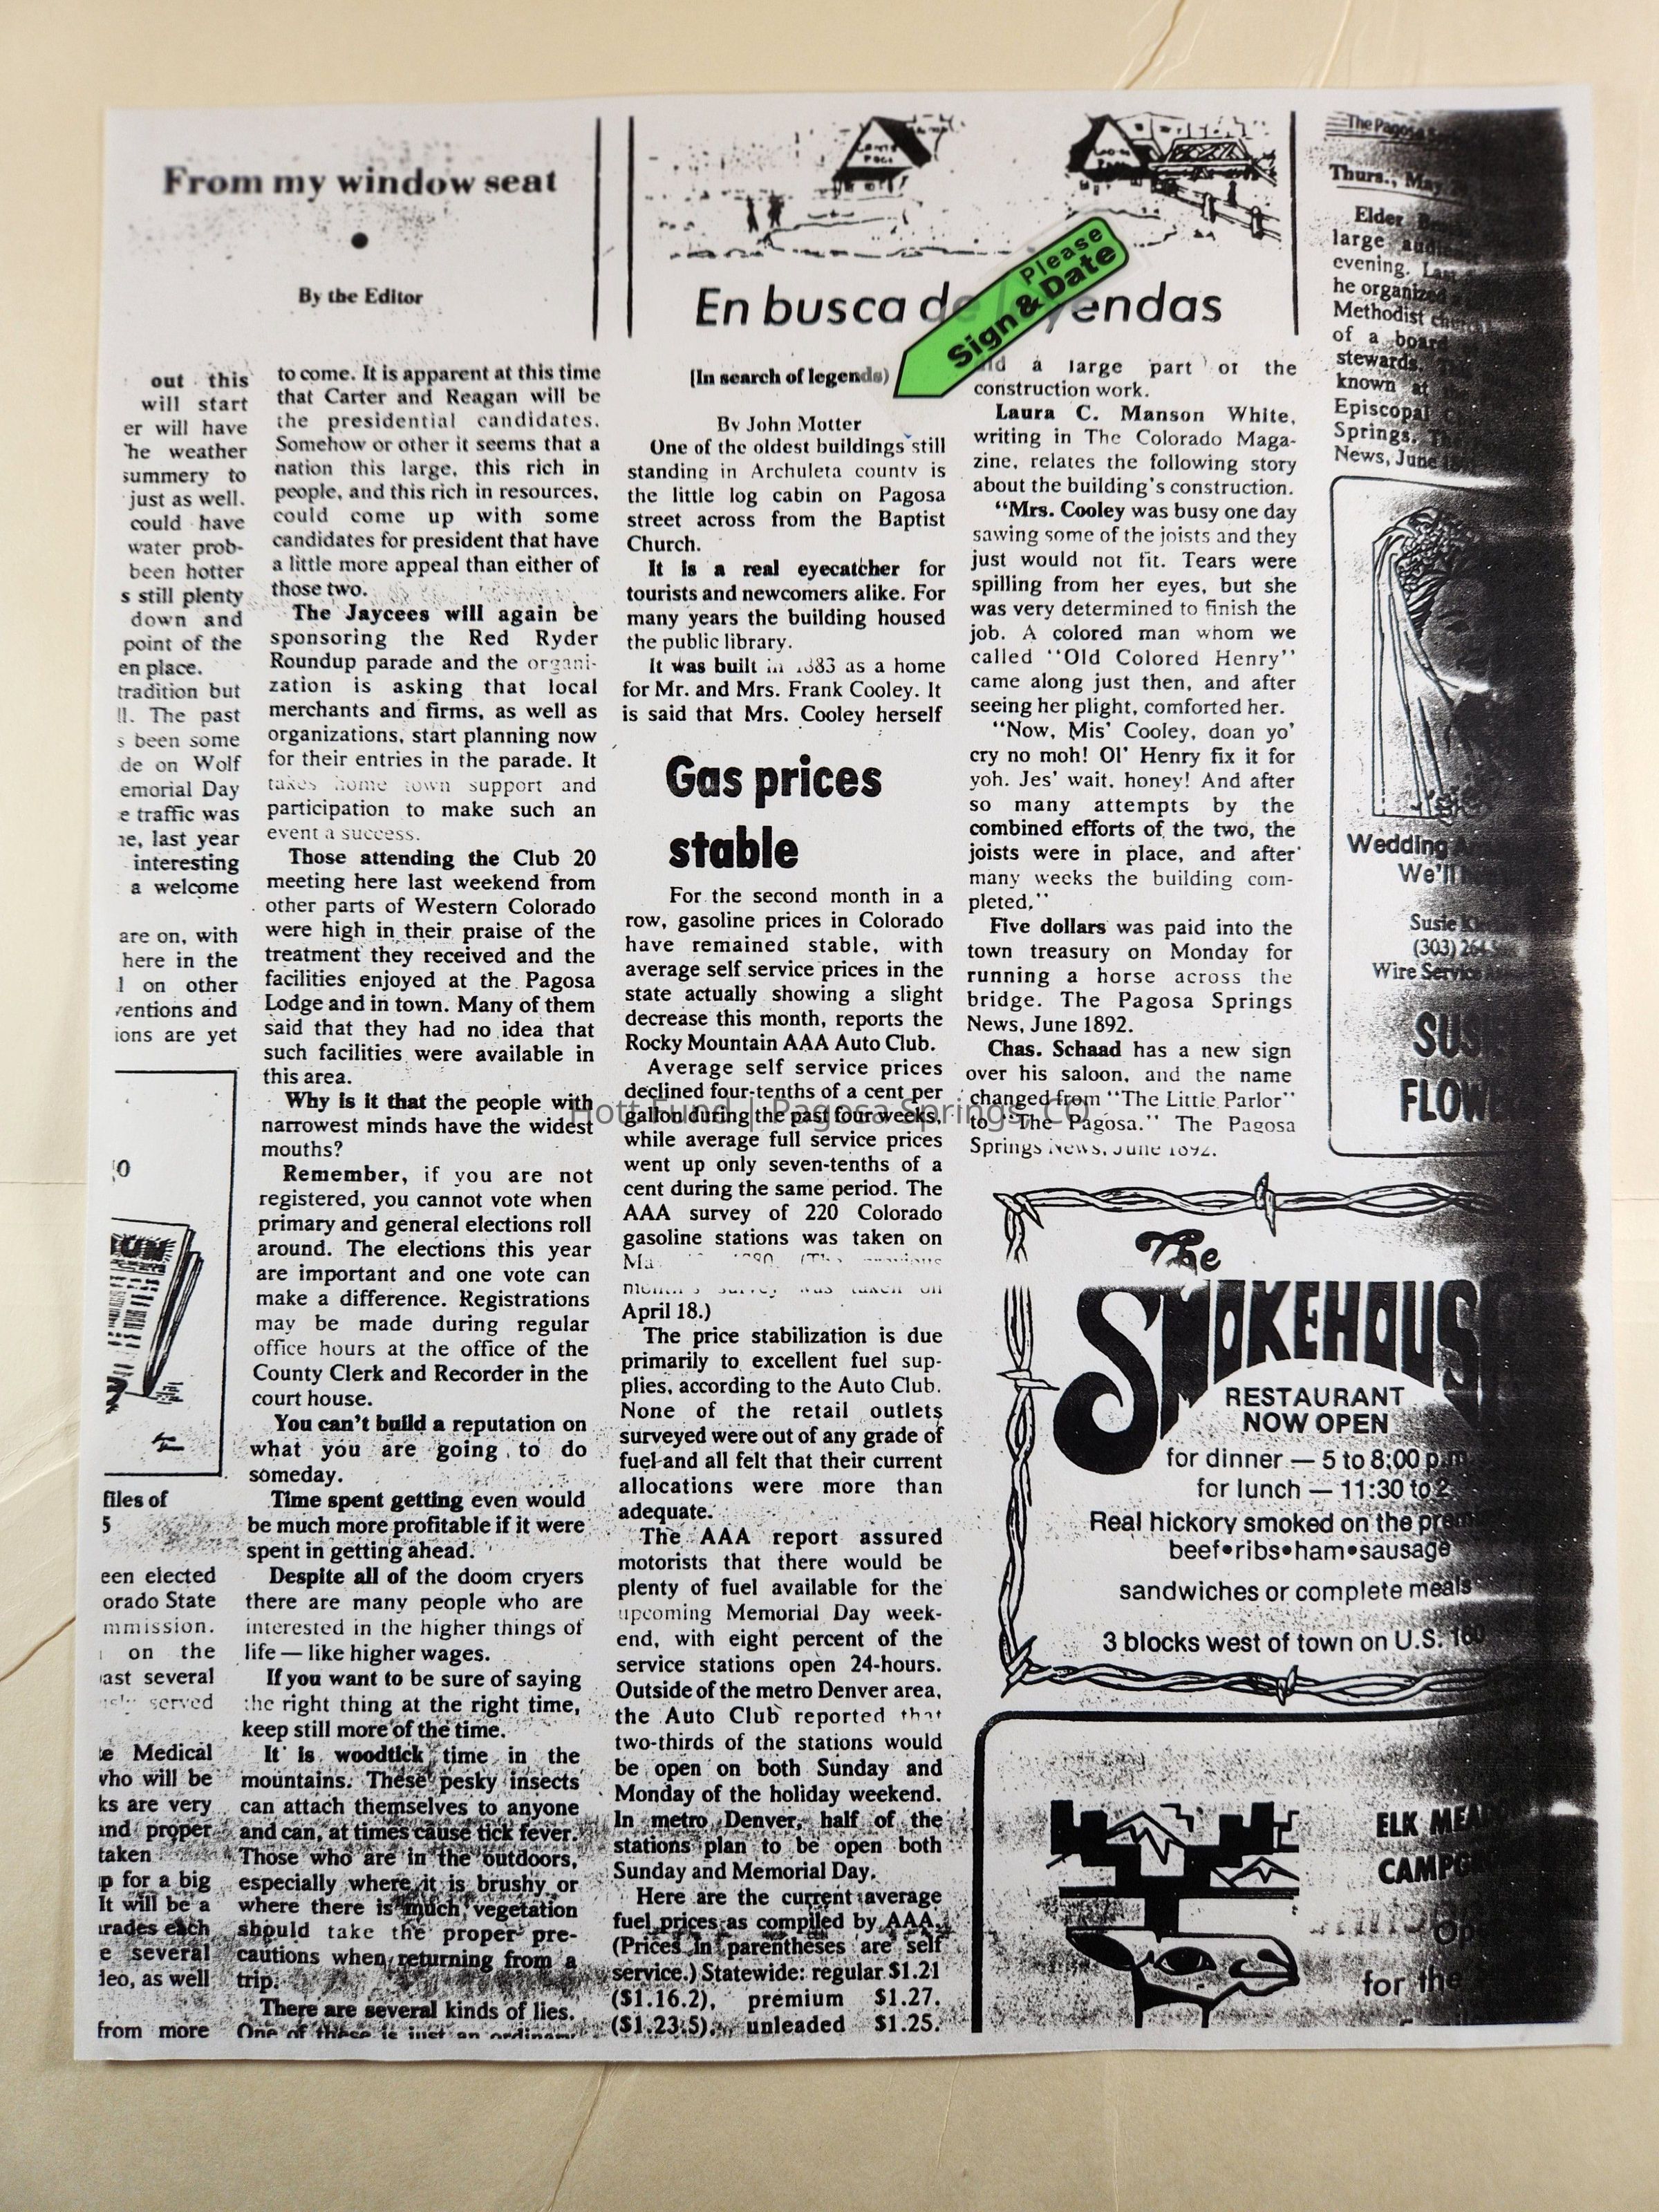 From my window seat
By the Editor
out this
will start
er will have
he weather
summery to
just as well.
could have
water prob-
been hotter
s still plenty
down and
point of the
en place.
tradition but
ll. The past
s been some
de on Wolf
emorial Day
e traffic was
ne, last year
interesting
a welcome
are on, with
here in the
l on other
ventions and
ions are yet
files of
5
een elected
orado State
mmission.
on the
ast several
served
e Medical
who will be
ks are very
and proper
taken
p for a big
It will be a
rades each
e several
deo, as well
from more
to come. It is apparent at this time
that Carter and Reagan will be
the presidential candidates.
Somehow or other it seems that a
nation this large, this rich in
people, and this rich in resources,
could come up with some
candidates for president that have
a little more appeal than either of
those two.
The Jaycees will again be
sponsoring the Red Ryder
Roundup parade and the organi-
zation is asking that local
merchants and firms, as well as
organizations, start planning now
for their entries in the parade. It
takes home town support and
participation to make such an
event a success.
Those attending the Club 20
meeting here last weekend from
other parts of Western Colorado
were high in their praise of the
treatment they received and the
facilities enjoyed at the Pagosa
Lodge and in town. Many of them
said that they had no idea that
such facilities were available in
this area.
Why is it that the people with
narrowest minds have the widest
mouths?
Remember, if you are not
registered, you cannot vote when
primary and general elections roll
around. The elections this year
are important and one vote can
make a difference. Registrations
may be made during regular
office hours at the office of the
County Clerk and Recorder in the
court house.
You can't build a reputation on
what you are going to do
someday.
Time spent getting even would
be much more profitable if it were
spent in getting ahead.
Despite all of the doom cryers
there are many people who are
interested in the higher things of
life — like higher wages.
If you want to be sure of saying
the right thing at the right time,
keep still more of the time.
It is woodtick time in the
mountains. These pesky insects
can attach themselves to anyone
and can, at times cause tick fever.
Those who are in the outdoors,
especially where it is brushy or
where there is much vegetation
should take the proper pre-
cautions when returning from a
trip.
There are several kinds of lies.
One of these is just an ordinary
En busca de leyendas
Please
Sign & Date
[In search of legends)
By John Motter
One of the oldest buildings still
standing in Archuleta county is
the little log cabin on Pagosa
street across from the Baptist
Church.
It is a real eyecatcher for
tourists and newcomers alike. For
many years the building housed
the public library.
It was built in 1883 as a home
for Mr. and Mrs. Frank Cooley. It
is said that Mrs. Cooley herself
Gas prices
stable
For the second month in a
row, gasoline prices in Colorado
have remained stable, with
average self service prices in the
state actually showing a slight
decrease this month, reports the
Rocky Mountain AAA Auto Club.
Average self service prices
declined four-tenths of a cent per
gallon during the past four weeks,
while average full service prices
went up only seven-tenths of a
cent during the same period. The
AAA survey of 220 Colorado
gasoline stations was taken on
(The previous
month's survey was taken on
April 18.)
The price stabilization is due
primarily to excellent fuel sup-
plies, according to the Auto Club.
None of the retail outlets
surveyed were out of any grade of
fuel and all felt that their current
allocations were more than
adequate.
The AAA report assured
motorists that there would be
plenty of fuel available for the
upcoming Memorial Day week-
end, with eight percent of the
service stations open 24-hours.
Outside of the metro Denver area,
the Auto Club reported that
two-thirds of the stations would
be open on both Sunday and
Monday of the holiday weekend.
In metro Denver, half of the
stations plan to be open both
Sunday and Memorial Day.
Here are the current average
fuel prices as compiled by AAA.
(Prices in parentheses are self
service.) Statewide: regular $1.21
($1.16.2), premium $1.27.
($1.23.5), unleaded $1.25.
did a large part of the
construction work.
Laura C. Manson White,
writing in The Colorado Maga-
zine, relates the following story
about the building's construction.
"Mrs. Cooley was busy one day
sawing some of the joists and they
just would not fit. Tears were
spilling from her eyes, but she
was very determined to finish the
job. A colored man whom we
called "Old Colored Henry"
came along just then, and after
seeing her plight, comforted her.
"Now, Mis' Cooley, doan yo'
cry no moh! Ol' Henry fix it for
yoh. Jes' wait, honey! And after
so many attempts by the
combined efforts of the two, the
joists were in place, and after
many weeks the building com-
pleted."
Five dollars was paid into the
town treasury on Monday for
running a horse across the
bridge. The Pagosa Springs
News, June 1892.
Chas. Schaad has a new sign
over his saloon, and the name
changed from "The Little Parlor"
to "The Pagosa." The Pagosa
Springs News, June 1892.
Hott Fund | Pagosa Springs, CO
The Pagosa
Thurs., May
Elder
large
evening. Last
he organized
Methodist
of a board
stewards.
known at
Episcopal
Springs.
News, June
Wedding
We'll
Susie
(303) 264
Wire Service
FLOW
The
SMOKEHOUSE
RESTAURANT
NOW OPEN
for dinner — 5 to 8:00 p.m.
for lunch — 11:30 to 2
Real hickory smoked on the
beef•ribs•ham•sausage
sandwiches or complete meals
3 blocks west of town on U.S. 160
ELK
for the